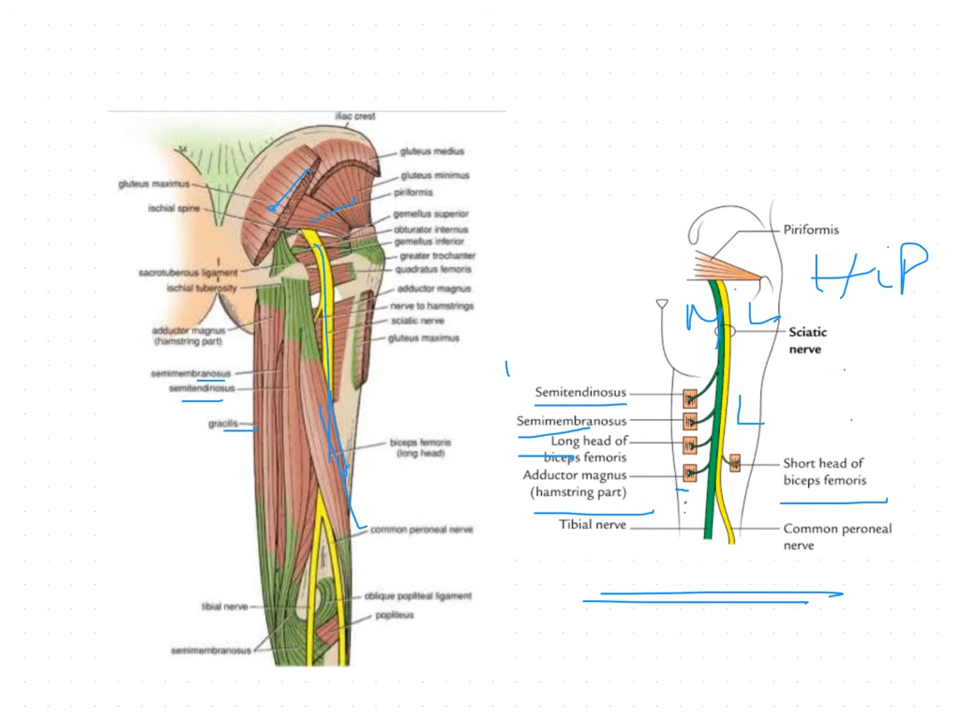 iliac crest
gluteus medius
gluteus minimus
piriformis
gemellus superior
obturator internus
gemellus inferior
greater trochanter
quadratus femoris
adductor magnus
nerve to hamstrings
sciatic nerve
gluteus maximus
biceps femoris
(long head)
common peroneal nerve
oblique popliteal ligament
popliteus
gluteus maximus
ischial spine
sacrotuberous ligament
ischial tuberosity
adductor magnus
(hamstring part)
semimembranosus
semitendinosus
gracilis
tibial nerve
semimembranosus
Piriformis
HiP
M L
Sciatic
nerve
L
Semitendinosus
Semimembranosus
Long head of
biceps femoris
Adductor magnus
(hamstring part)
Tibial nerve
Short head of
biceps femoris
Common peroneal
nerve